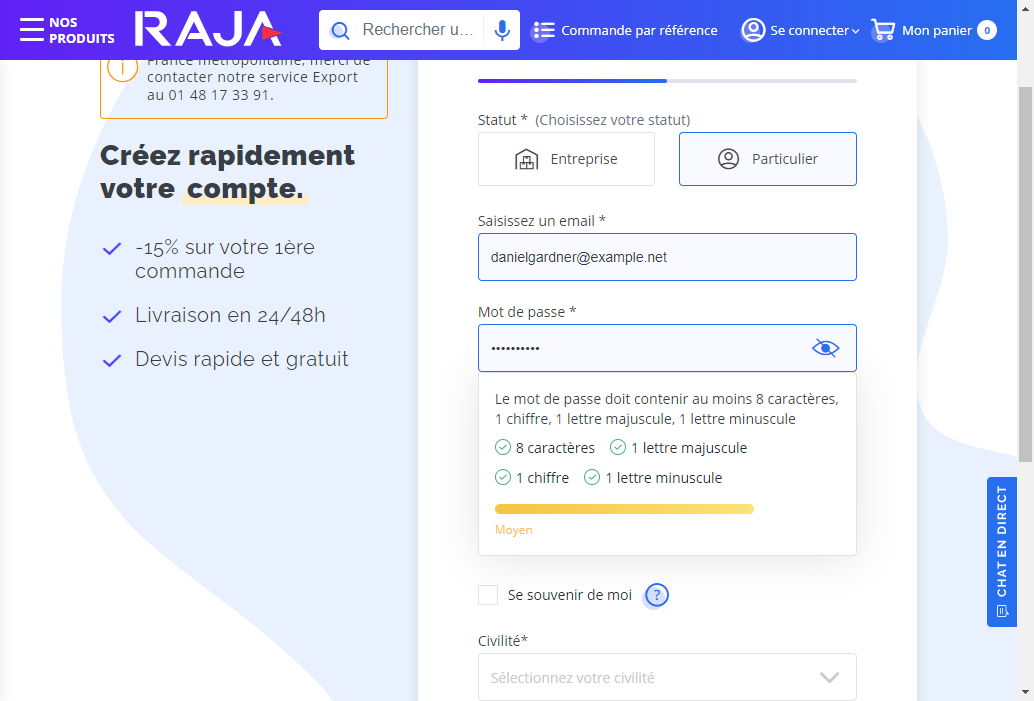 NOS
PRODUITS
RAJA
Rechercher u...
Commande par référence
Se connecter
Mon panier
0
France métropolitaine, merci de
contacter notre service Export
au 01 48 17 33 91.
Créez rapidement
votre compte.
-15% sur votre 1ère
commande
Livraison en 24/48h
Devis rapide et gratuit
Statut * (Choisissez votre statut)
Entreprise
Particulier
Saisissez un email *
danielgardner@example.net
Mot de passe *
••••••••••
Le mot de passe doit contenir au moins 8 caractères,
1 chiffre, 1 lettre majuscule, 1 lettre minuscule
8 caractères
1 lettre majuscule
1 chiffre
1 lettre minuscule
Moyen
Se souvenir de moi
?
Civilité*
Sélectionnez votre civilité
CHAT EN DIRECT